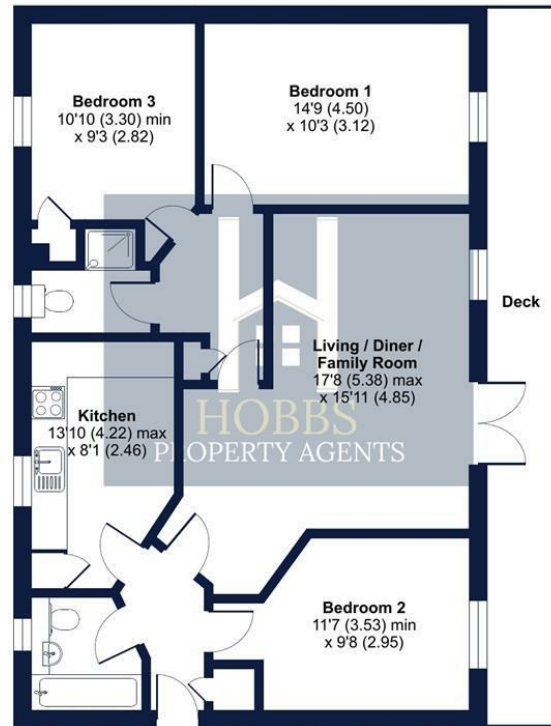 Bedroom 3
10'10 (3.30) min
x 9'3 (2.82)
Bedroom 1
14'9 (4.50)
x 10'3 (3.12)
Deck
Living / Diner /
Family Room
17'8 (5.38) max
x 15'11 (4.85)
Kitchen
13'10 (4.22) max
x 8'1 (2.46)
HOBBS
PROPERTY AGENTS
Bedroom 2
11'7 (3.53) min
x 9'8 (2.95)